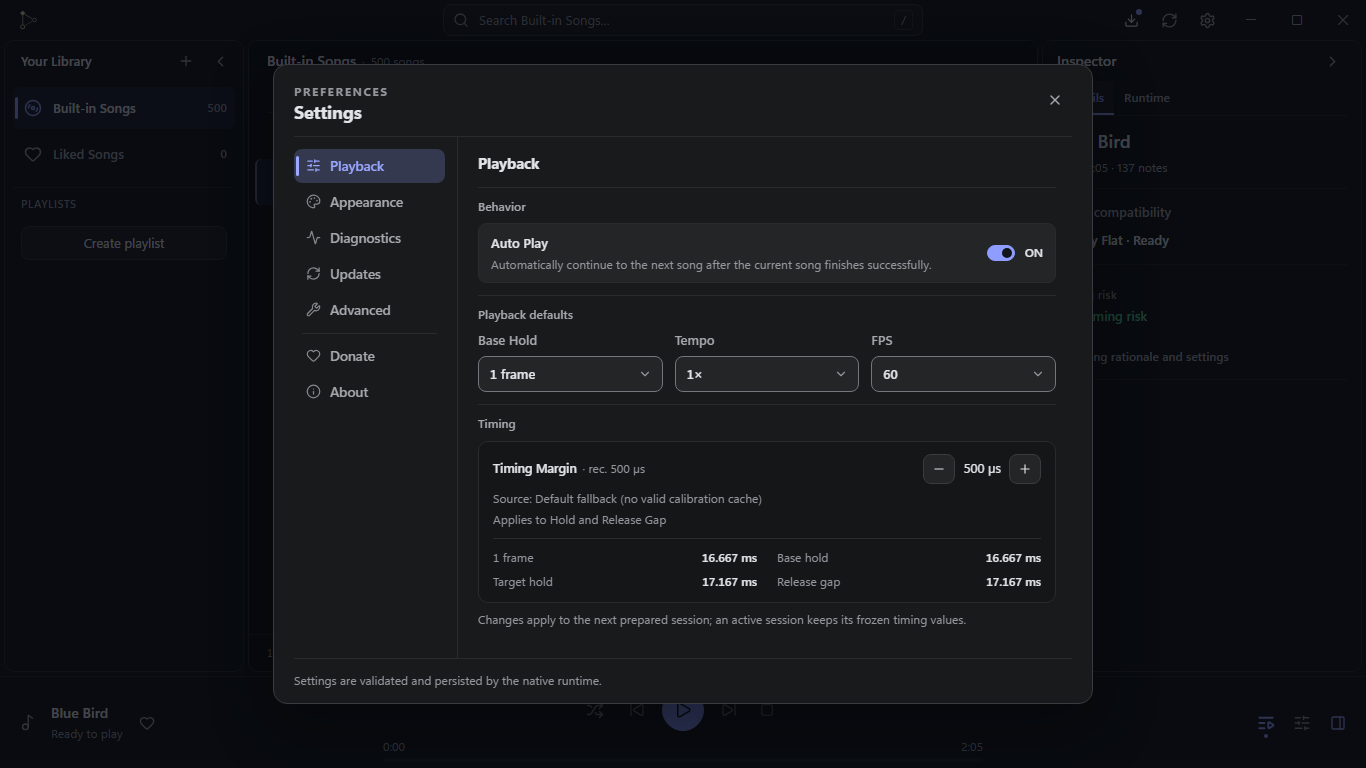 Search Built-in Songs...
/
Your Library
Built-in Songs · 500 songs
Inspector
Built-in Songs 500
Liked Songs 0
PLAYLISTS
Create playlist
PREFERENCES
Settings
Playback
Appearance
Diagnostics
Updates
Advanced
Donate
About
Playback
Behavior
Auto Play
Automatically continue to the next song after the current song finishes successfully.
ON
Playback defaults
Base Hold Tempo FPS
1 frame 1× 60
Timing
Timing Margin · rec. 500 µs
500 µs
Source: Default fallback (no valid calibration cache)
Applies to Hold and Release Gap
1 frame 16.667 ms Base hold 16.667 ms
Target hold 17.167 ms Release gap 17.167 ms
Changes apply to the next prepared session; an active session keeps its frozen timing values.
Settings are validated and persisted by the native runtime.
Runtime
Bird
:05 · 137 notes
compatibility
Flat · Ready
risk
risk
rationale and settings
Blue Bird
Ready to play
0:00
2:05